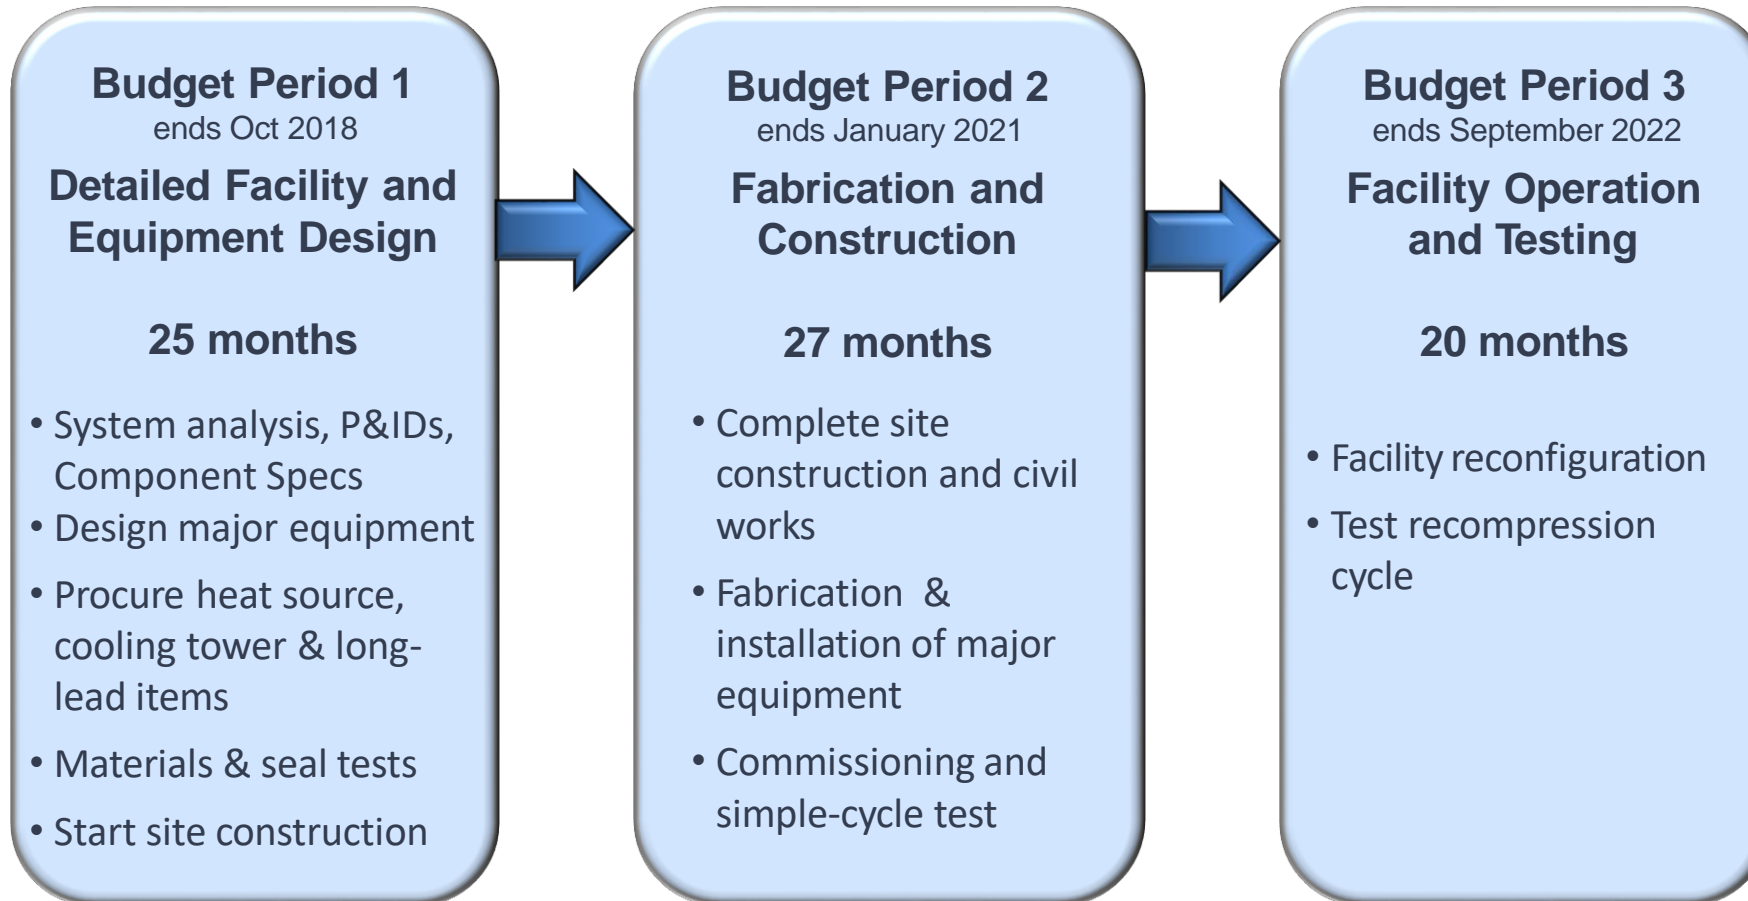 Budget Period 1
ends Oct 2018
Detailed Facility and
Equipment Design
25 months
• System analysis, P&IDs,
Component Specs
• Design major equipment
• Procure heat source,
cooling tower & long-
lead items
• Materials & seal tests
• Start site construction
Budget Period 2
ends January 2021
Fabrication and
Construction
27 months
• Complete site
construction and civil
works
• Fabrication &
installation of major
equipment
• Commissioning and
simple-cycle test
Budget Period 3
ends September 2022
Facility Operation
and Testing
20 months
• Facility reconfiguration
• Test recompression
cycle